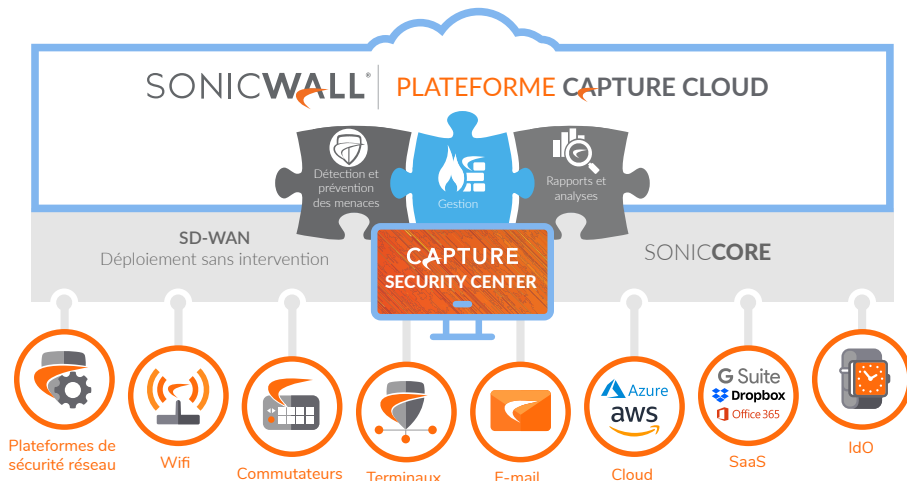 SONICWALL® | PLATEFORME CAPTURE CLOUD
Détection et
prévention
des menaces
Gestion
Rapports et
analyses
SD-WAN
Déploiement sans intervention
CAPTURE
SECURITY CENTER
SONICCORE
Plateformes de
sécurité réseau
Wifi
Commutateurs
Terminaux
E-mail
Azure
aws
Cloud
G Suite
Dropbox
Office 365
SaaS
IdO